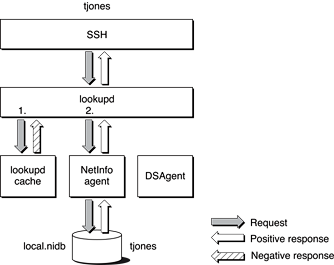 tjones
SSH
lookupd
1. 2.
lookupd
cache
NetInfo
agent
DSAgent
local.nidb
tjones
Request
Positive response
Negative response